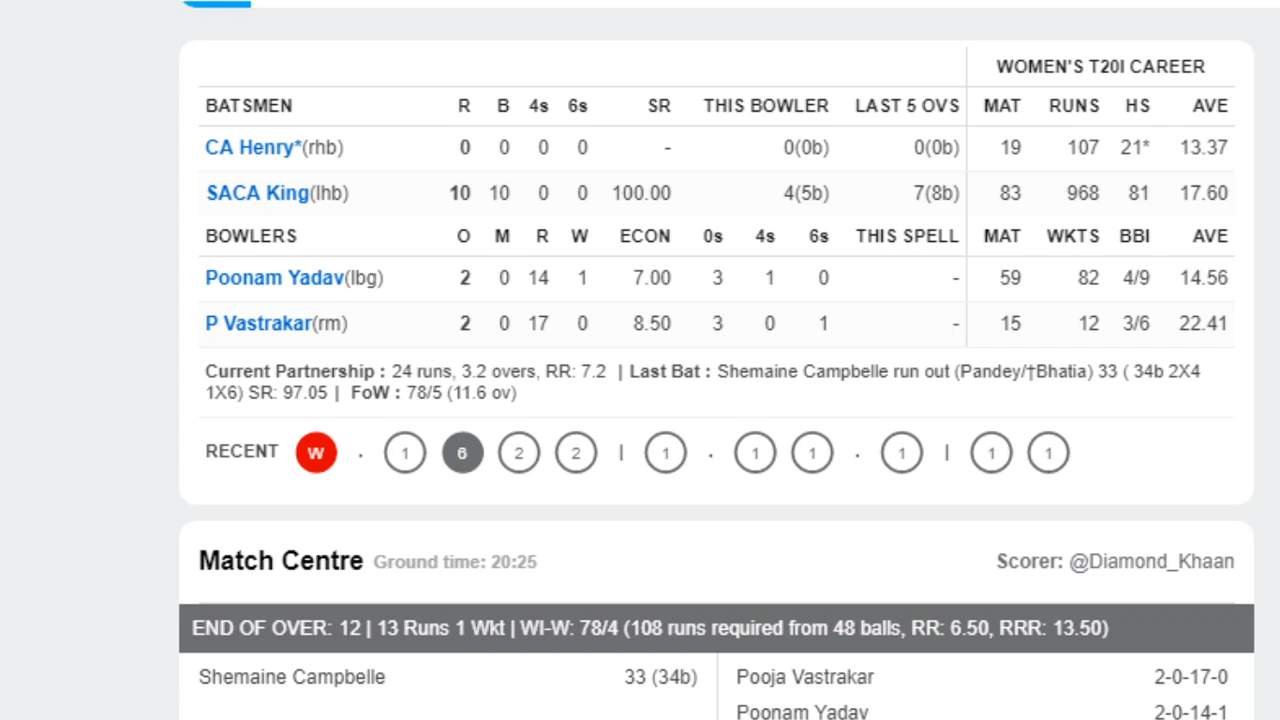 WOMEN'S T20I CAREER
BATSMEN R B 4s 6s SR THIS BOWLER LAST 5 OVS MAT RUNS HS AVE
CA Henry*(rhb) 0 0 0 0 - 0(0b) 0(0b) 19 107 21* 13.37
SACA King(lhb) 10 10 0 0 100.00 4(5b) 7(8b) 83 968 81 17.60
BOWLERS O M R W ECON 0s 4s 6s THIS SPELL MAT WKTS BBI AVE
Poonam Yadav(lbg) 2 0 14 1 7.00 3 1 0 - 59 82 4/9 14.56
P Vastrakar(rm) 2 0 17 0 8.50 3 0 1 - 15 12 3/6 22.41
Current Partnership : 24 runs, 3.2 overs, RR: 7.2 | Last Bat : Shemaine Campbelle run out (Pandey/†Bhatia) 33 ( 34b 2X4
1X6) SR: 97.05 | FoW : 78/5 (11.6 ov)
RECENT W . 1 6 2 2 | 1 . 1 1 . 1 | 1 1
Match Centre Ground time: 20:25 Scorer: @Diamond_Khaan
END OF OVER: 12 | 13 Runs 1 Wkt | WI-W: 78/4 (108 runs required from 48 balls, RR: 6.50, RRR: 13.50)
Shemaine Campbelle 33 (34b) Pooja Vastrakar 2-0-17-0
Poonam Yadav 2-0-14-1